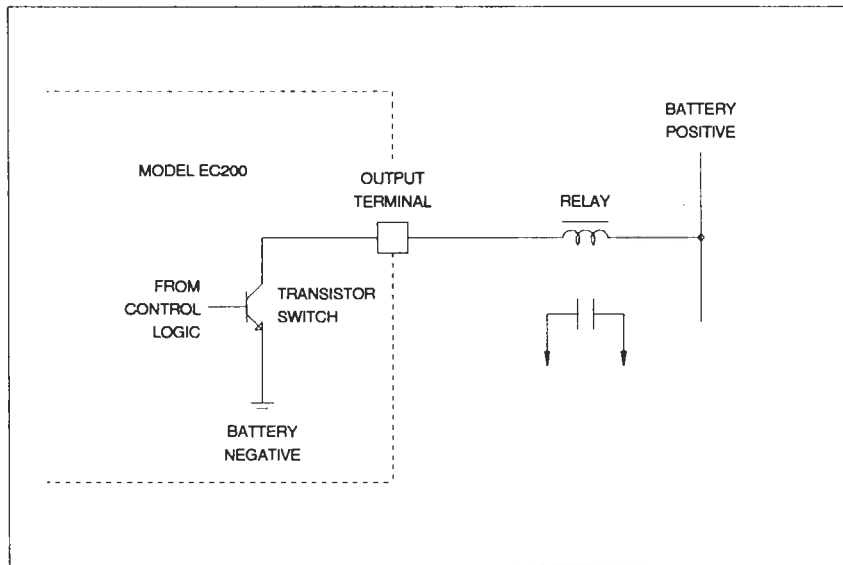 BATTERY
POSITIVE
MODEL EC200
OUTPUT
TERMINAL
RELAY
FROM
CONTROL
LOGIC
TRANSISTOR
SWITCH
BATTERY
NEGATIVE